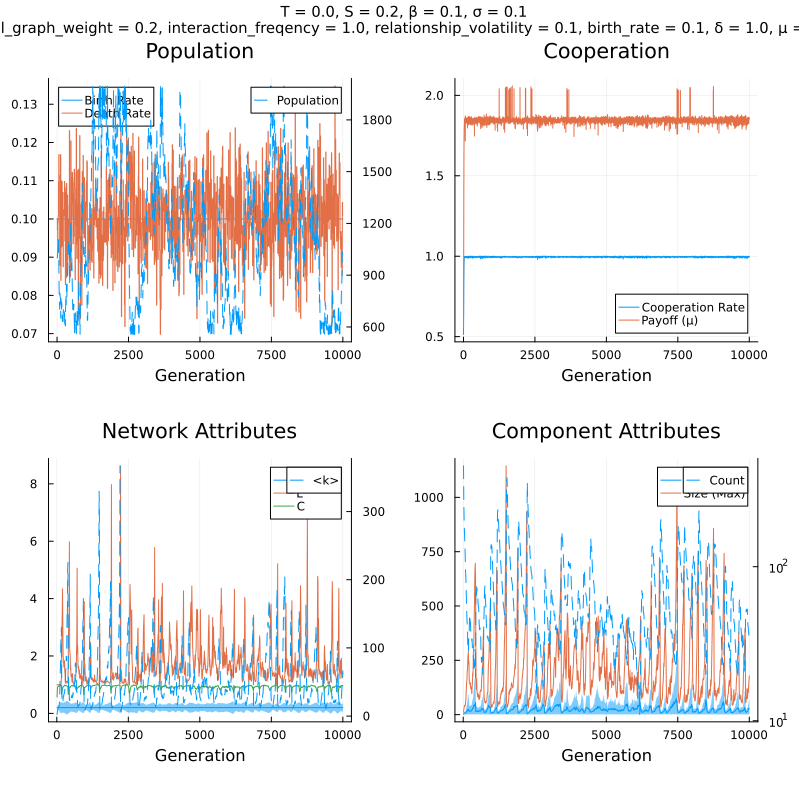 T = 0.0, S = 0.2, β = 0.1, σ = 0.1
l_graph_weight = 0.2, interaction_freqency = 1.0, relationship_volatility = 0.1, birth_rate = 0.1, δ = 1.0, μ =
Population
Cooperation
0.13
0.12
0.11
0.10
0.09
0.08
0.07
Birth Rate
Death Rate
Population
1800
1500
1200
900
600
0 2500 5000 7500 10000
Generation
2.0
1.5
1.0
0.5
Cooperation Rate
Payoff (μ)
0 2500 5000 7500 10000
Generation
Network Attributes
Component Attributes
8
6
4
2
0
<k>
C
300
200
100
0
0 2500 5000 7500 10000
Generation
1000
750
500
250
0
Count
Size (Max)
10²
10¹
0 2500 5000 7500 10000
Generation